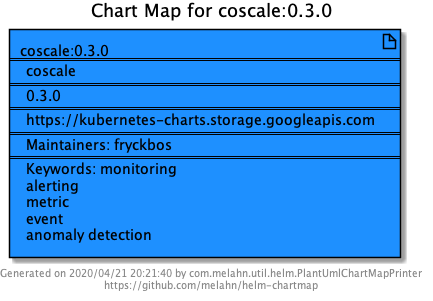 Chart Map for coscale:0.3.0
coscale:0.3.0
coscale
0.3.0
https://kubernetes-charts.storage.googleapis.com
Maintainers: fryckbos
Keywords: monitoring
alerting
metric
event
anomaly detection
Generated on 2020/04/21 20:21:40 by com.melahn.util.helm.PlantUmlChartMapPrinter
https://github.com/melahn/helm-chartmap